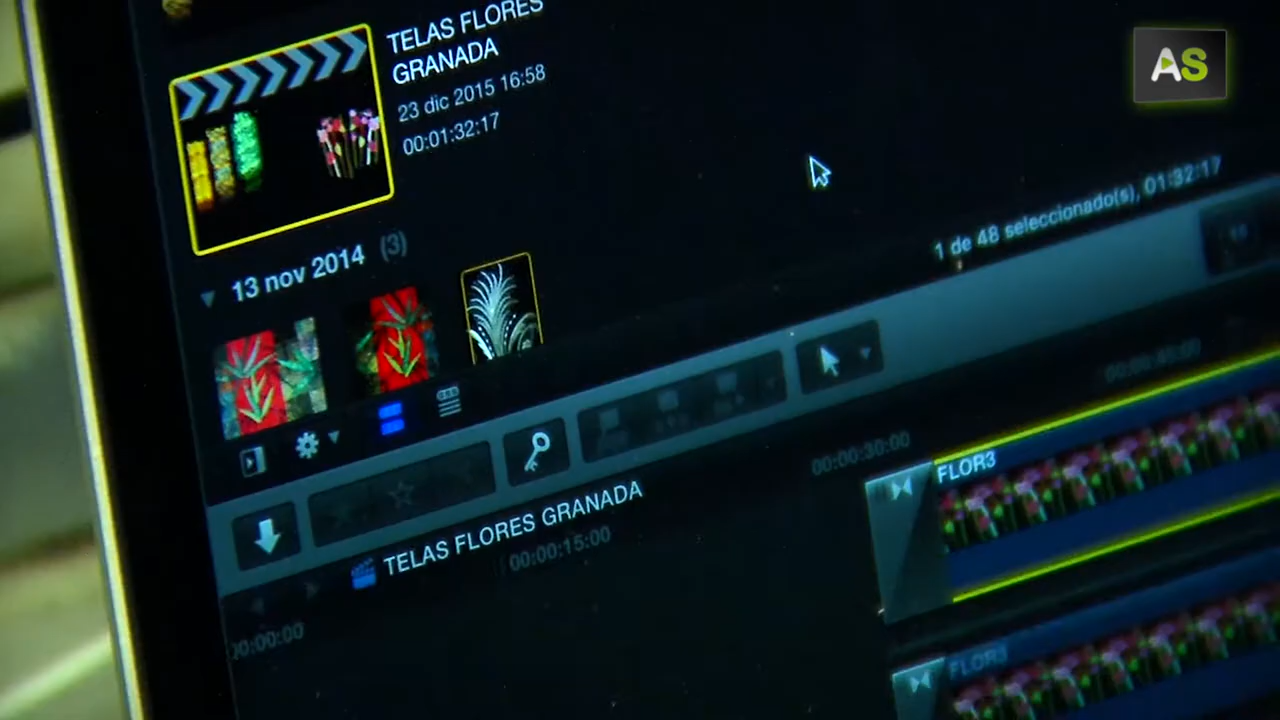 TELAS FLORES
GRANADA
23 dic 2015 16:58
00:01:32:17
AS
1 de 48 seleccionado(s), 01:32:17
13 nov 2014 (3)
00:00:30:00
FLOR3
TELAS FLORES GRANADA
00:00:15:00
00:00:00
FLOR3